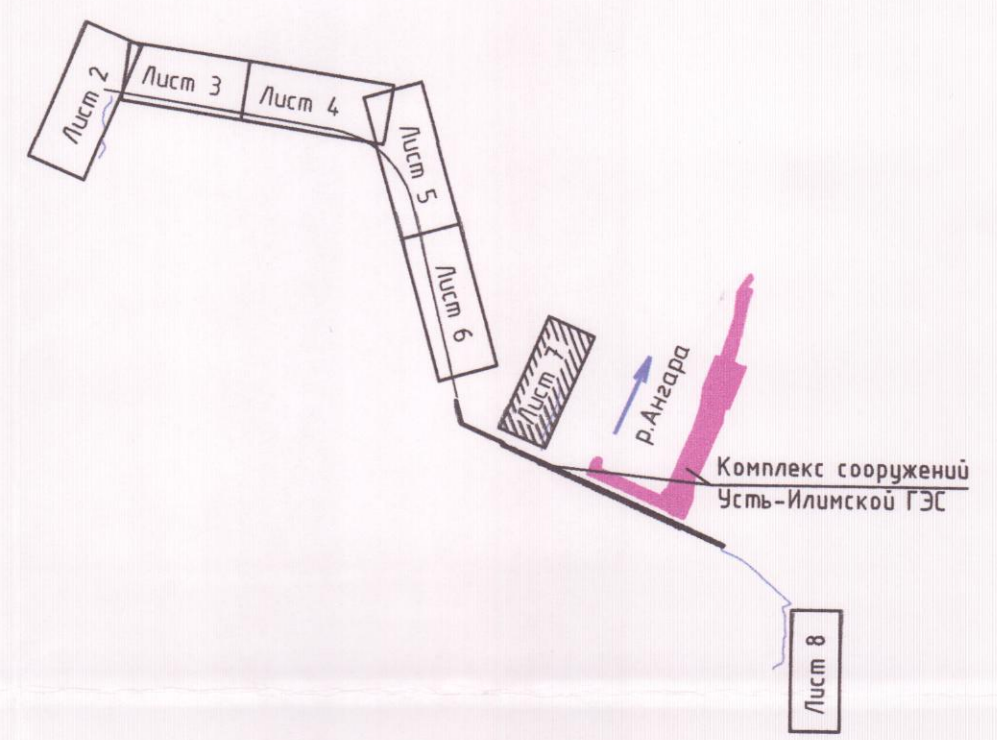 Лист 2
Лист 3
Лист 4
Лист 5
Лист 6
Лист 7
р.Ангара
Комплекс сооружений
Усть-Илимской ГЭС
Лист 8